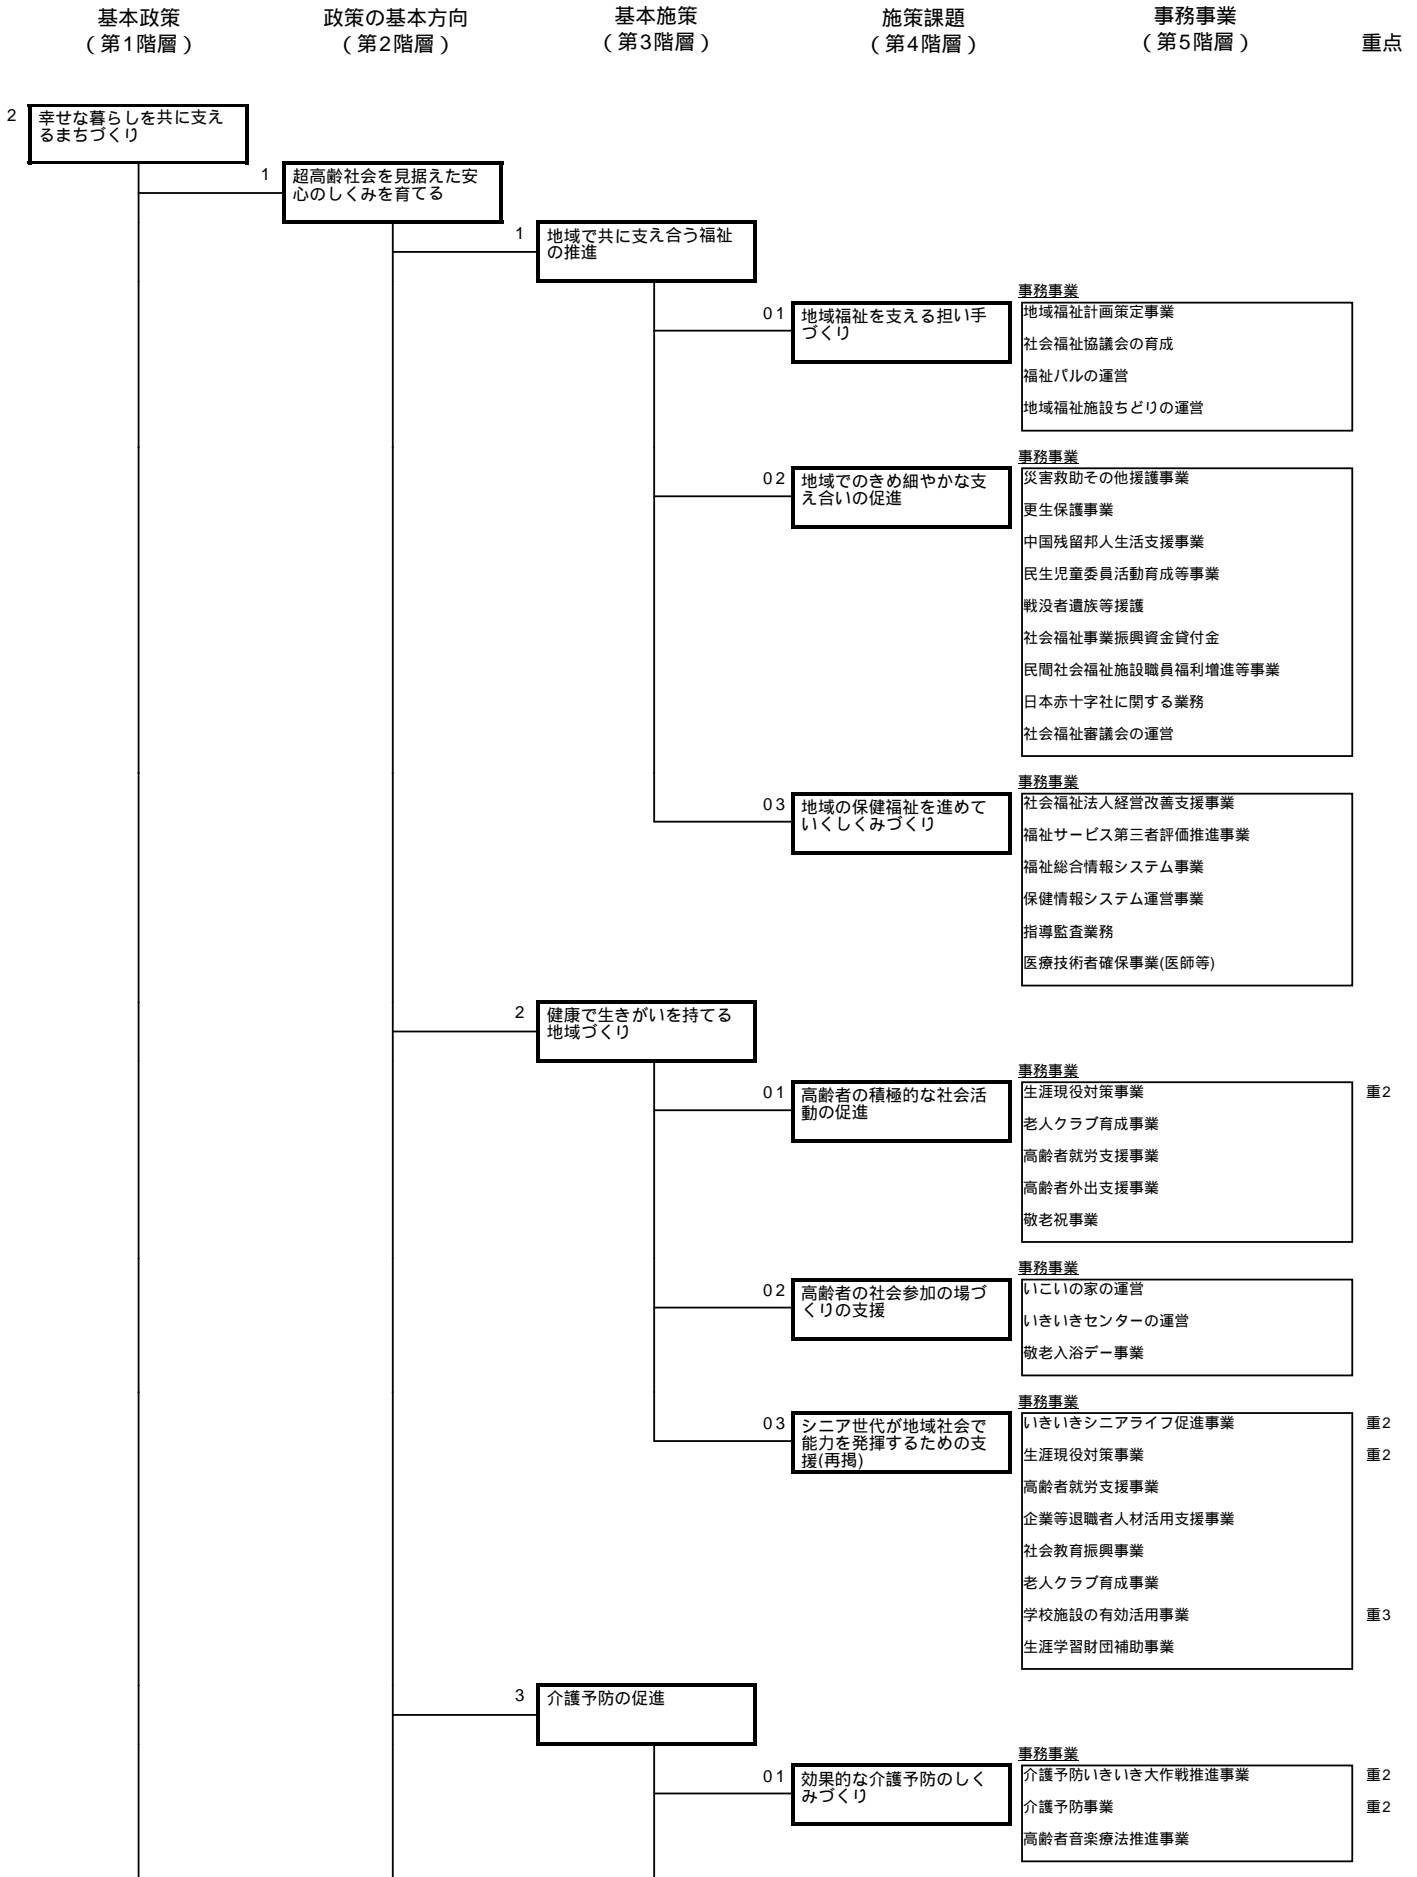 基本政策
（第1階層）
政策の基本方向
（第2階層）
基本施策
（第3階層）
施策課題
（第4階層）
事務事業
（第5階層）
重点
2
幸せな暮らしを共に支え
るまちづくり
1
超高齢社会を見据えた安
心のしくみを育てる
1
地域で共に支え合う福祉
の推進
01
地域福祉を支える担い手
づくり
事務事業
地域福祉計画策定事業
社会福祉協議会の育成
福祉パルの運営
地域福祉施設ちどりの運営
02
地域でのきめ細やかな支
え合いの促進
事務事業
災害救助その他援護事業
更生保護事業
中国残留邦人生活支援事業
民生児童委員活動育成等事業
戦没者遺族等援護
社会福祉事業振興資金貸付金
民間社会福祉施設職員福利増進等事業
日本赤十字社に関する業務
社会福祉審議会の運営
03
地域の保健福祉を進めて
いくしくみづくり
事務事業
社会福祉法人経営改善支援事業
福祉サービス第三者評価推進事業
福祉総合情報システム事業
保健情報システム運営事業
指導監査業務
医療技術者確保事業(医師等)
2
健康で生きがいを持てる
地域づくり
01
高齢者の積極的な社会活
動の促進
事務事業
生涯現役対策事業 重2
老人クラブ育成事業
高齢者就労支援事業
高齢者外出支援事業
敬老祝事業
02
高齢者の社会参加の場づ
くりの支援
事務事業
いこいの家の運営
いきいきセンターの運営
敬老入浴デー事業
03
シニア世代が地域社会で
能力を発揮するための支
援(再掲)
事務事業
いきいきシニアライフ促進事業 重2
生涯現役対策事業 重2
高齢者就労支援事業
企業等退職者人材活用支援事業
社会教育振興事業
老人クラブ育成事業
学校施設の有効活用事業 重3
生涯学習財団補助事業
3
介護予防の促進
01
効果的な介護予防のしく
みづくり
事務事業
介護予防いきいき大作戦推進事業 重2
介護予防事業 重2
高齢者音楽療法推進事業